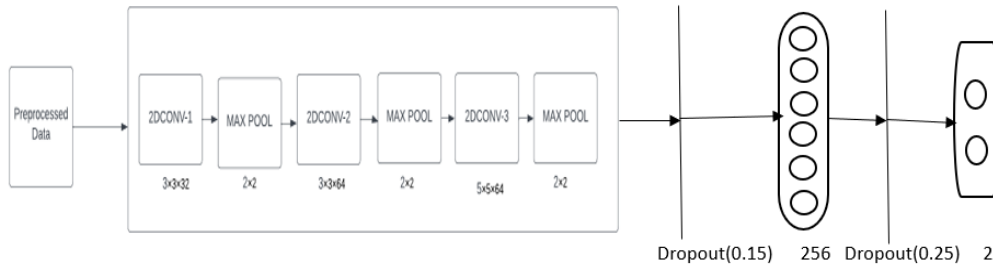 Preprocessed
Data
2DCONV-1
MAX POOL
2DCONV-2
MAX POOL
2DCONV-3
MAX POOL
3×3×32
2×2
3×3×64
2×2
5×5×64
2×2
Dropout(0.15)
256
Dropout(0.25)
2